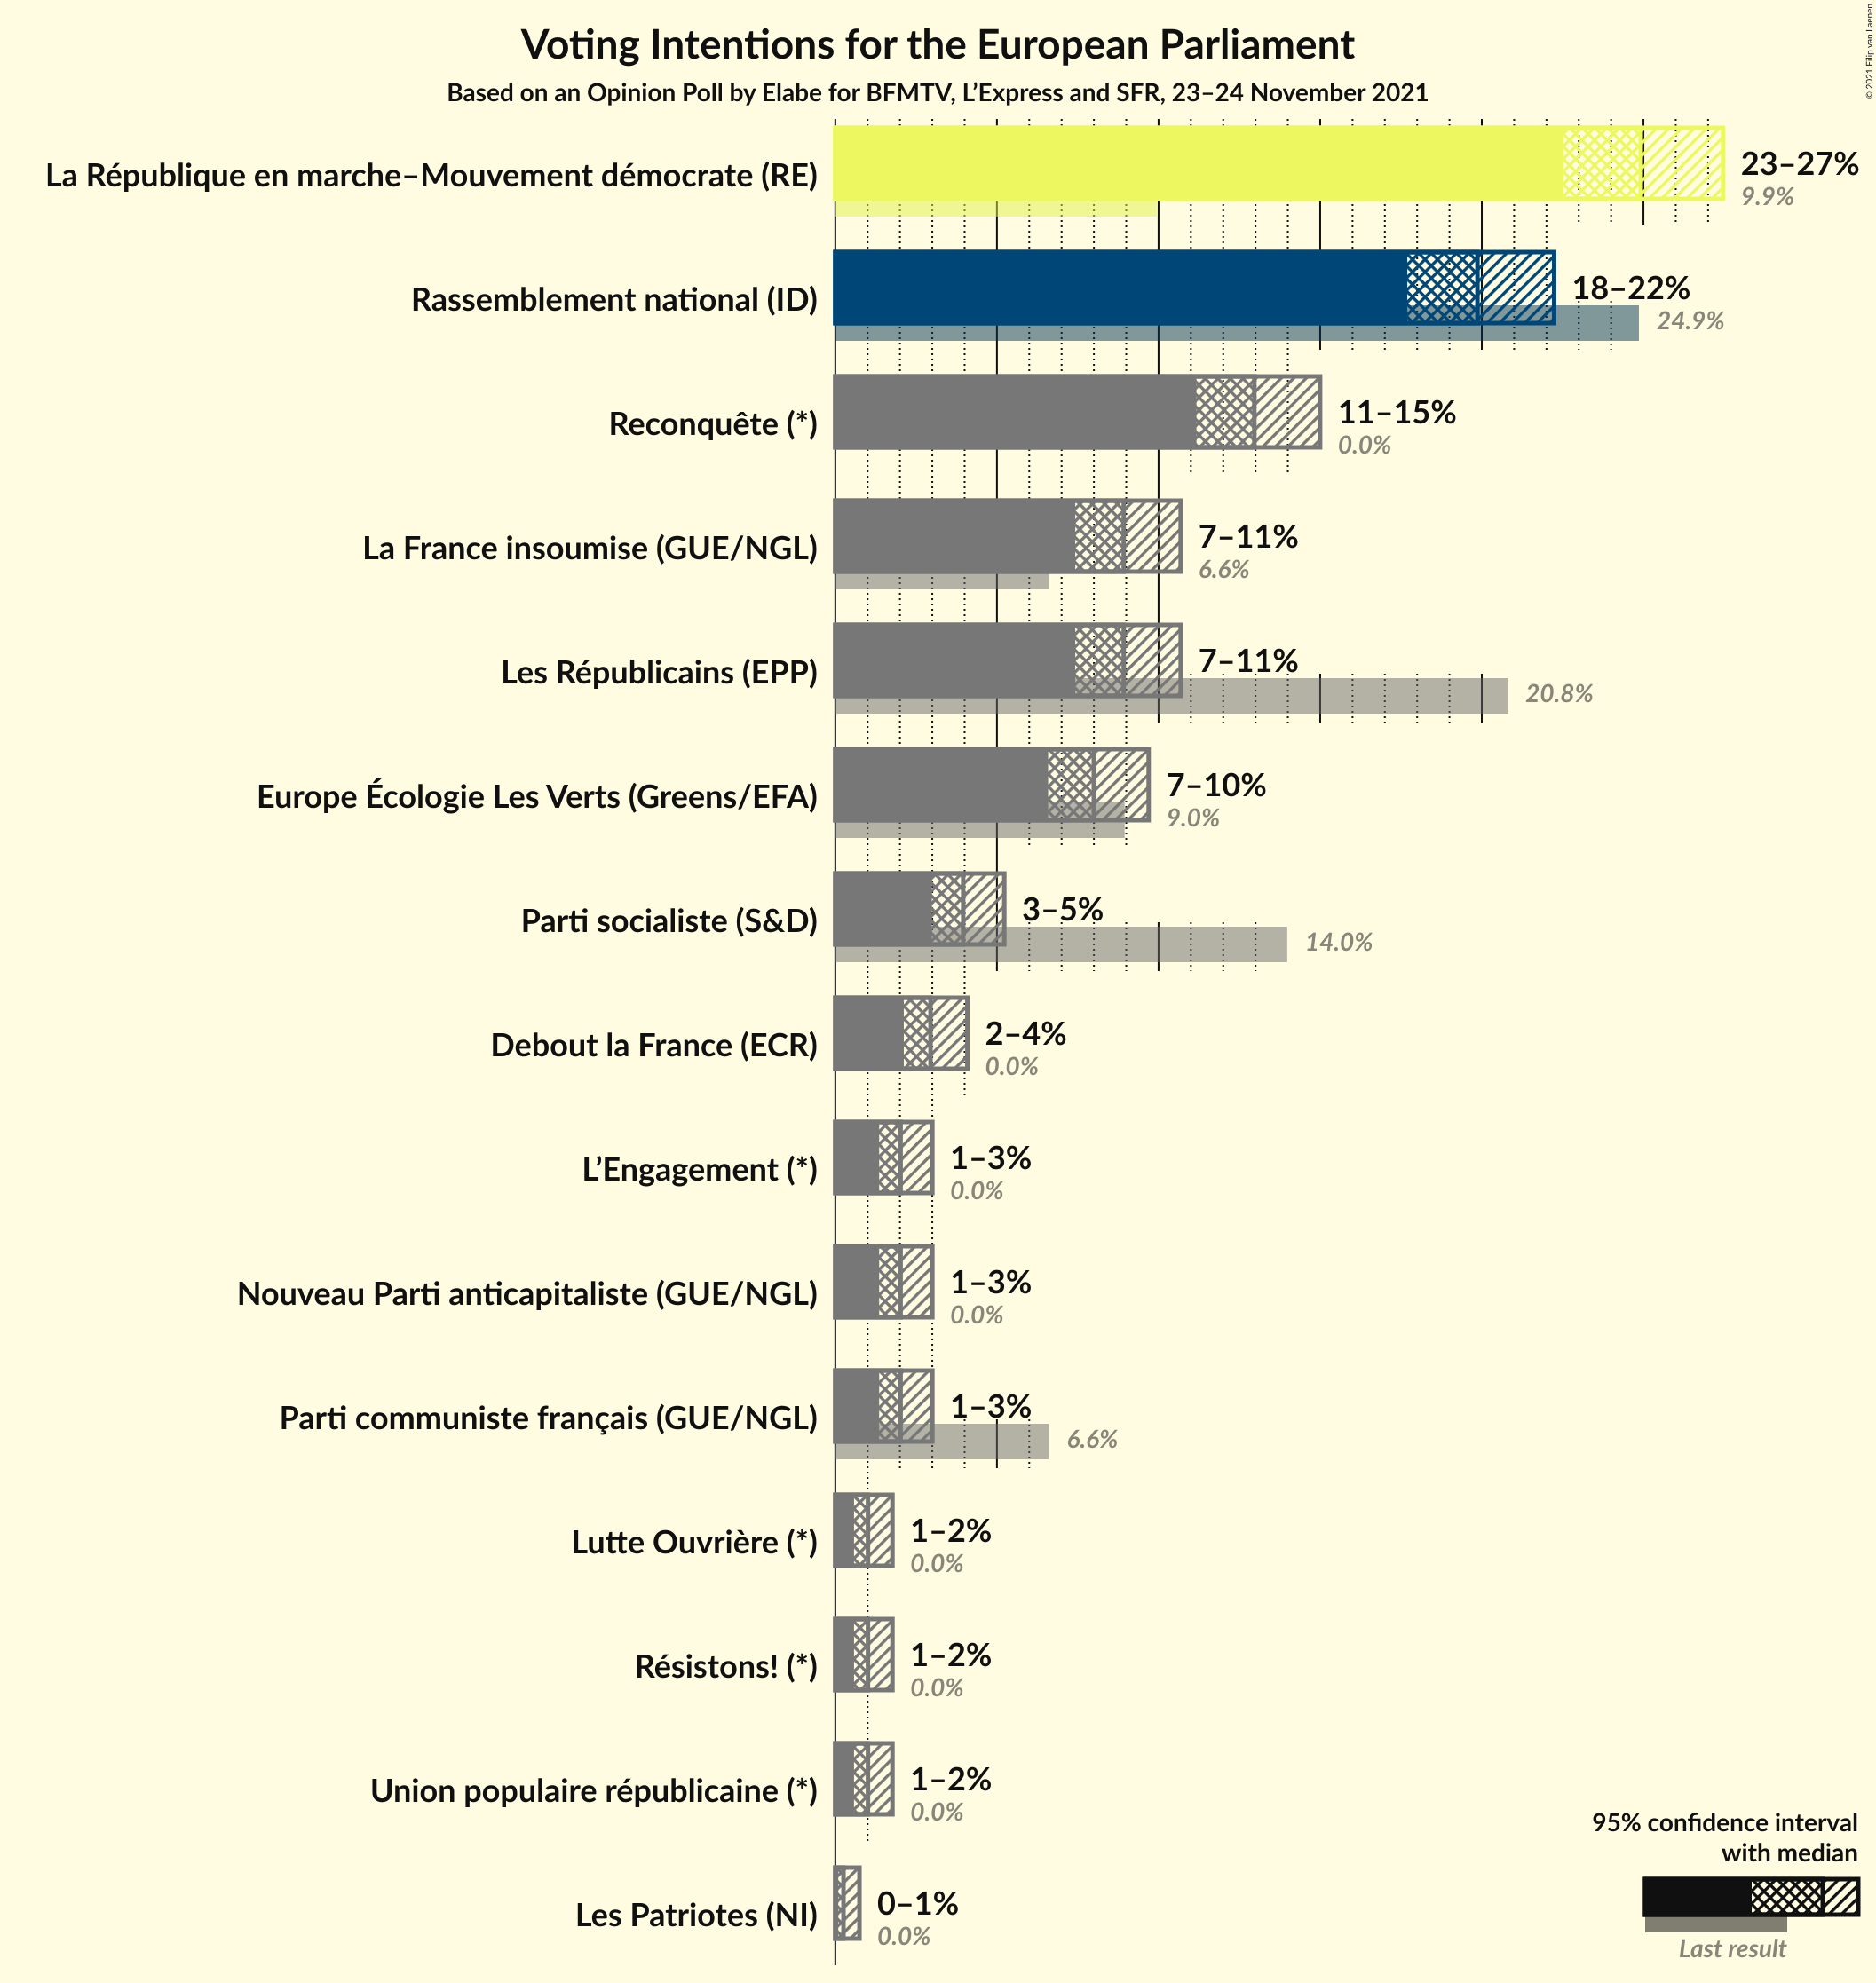 © 2021 Filip van Laenen
Voting Intentions for the European Parliament
Based on an Opinion Poll by Elabe for BFMTV, L’Express and SFR, 23–24 November 2021
La République en marche–Mouvement démocrate (RE)
23–27%
9.9%
Rassemblement national (ID)
18–22%
24.9%
Reconquête (*)
11–15%
0.0%
La France insoumise (GUE/NGL)
7–11%
6.6%
Les Républicains (EPP)
7–11%
20.8%
Europe Écologie Les Verts (Greens/EFA)
7–10%
9.0%
Parti socialiste (S&D)
3–5%
14.0%
Debout la France (ECR)
2–4%
0.0%
L’Engagement (*)
1–3%
0.0%
Nouveau Parti anticapitaliste (GUE/NGL)
1–3%
0.0%
Parti communiste français (GUE/NGL)
1–3%
6.6%
Lutte Ouvrière (*)
1–2%
0.0%
Résistons! (*)
1–2%
0.0%
Union populaire républicaine (*)
1–2%
0.0%
Les Patriotes (NI)
0–1%
0.0%
95% confidence interval
with median
Last result